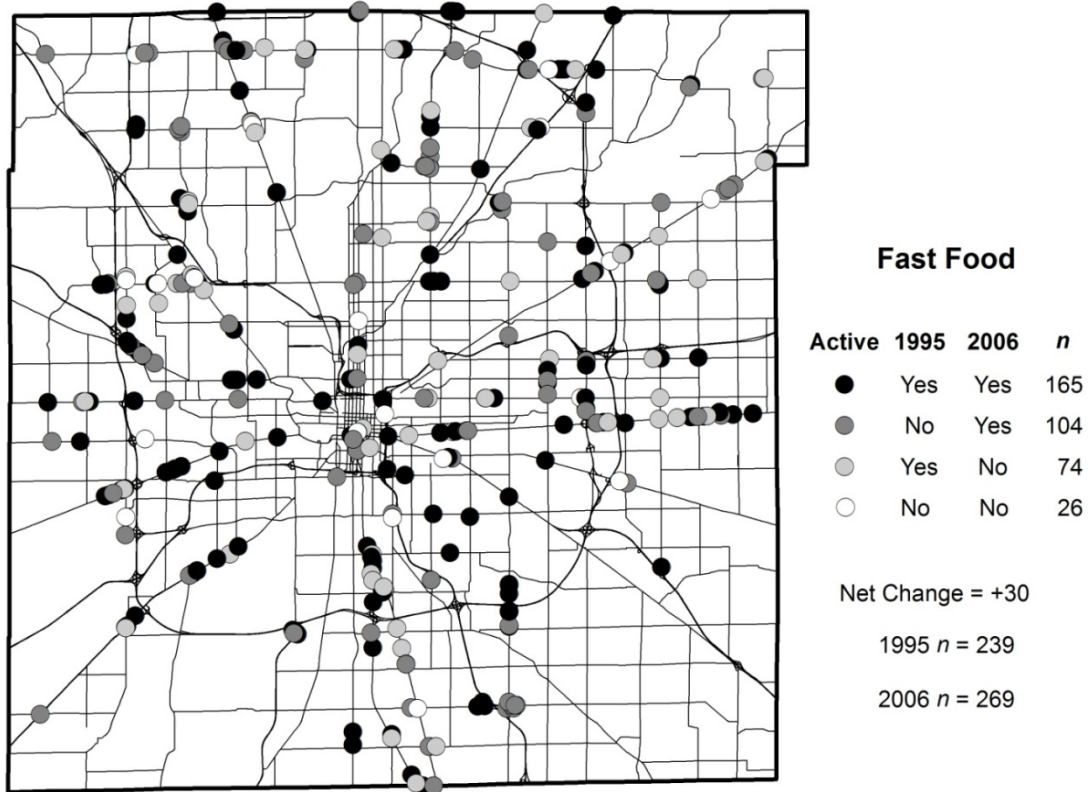 Fast Food
Active 1995 2006 n
Yes Yes 165
No Yes 104
Yes No 74
No No 26
Net Change = +30
1995 n = 239
2006 n = 269